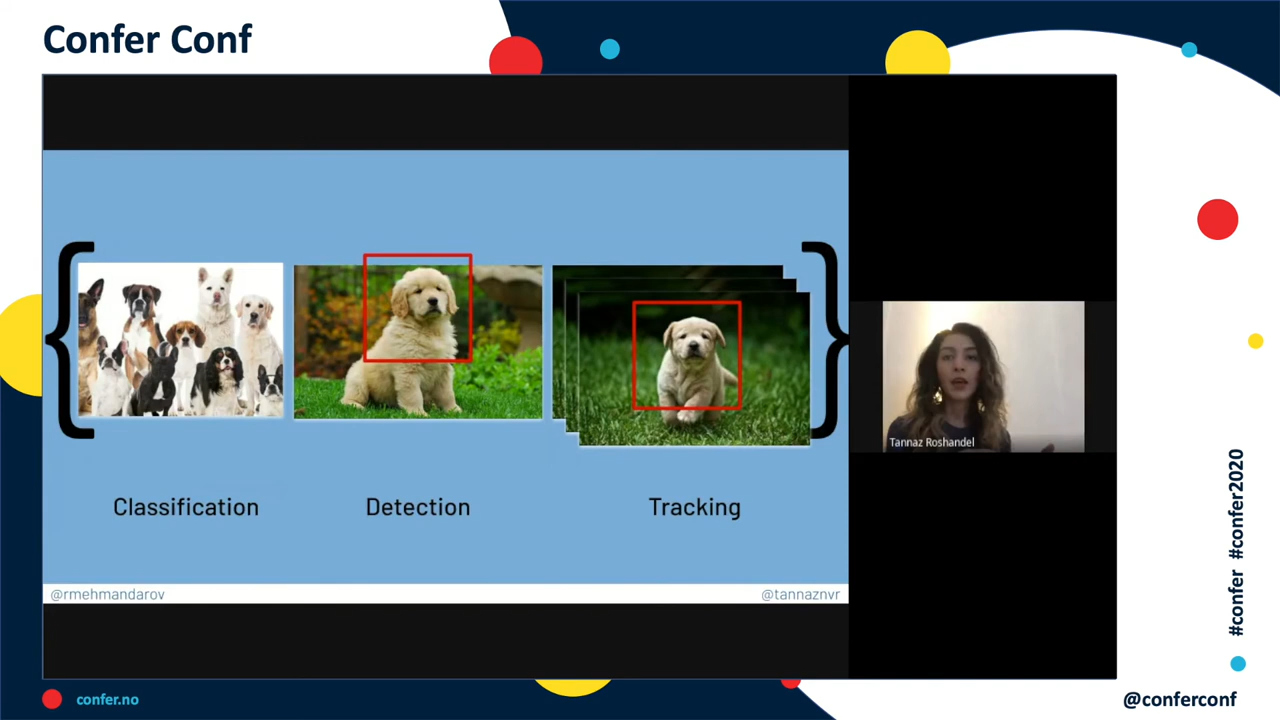 Confer Conf
Classification
Detection
Tracking
@rmehmandarov
@tannaznvr
Tannaz Roshandel
#confer #confer2020
confer.no
@conferconf